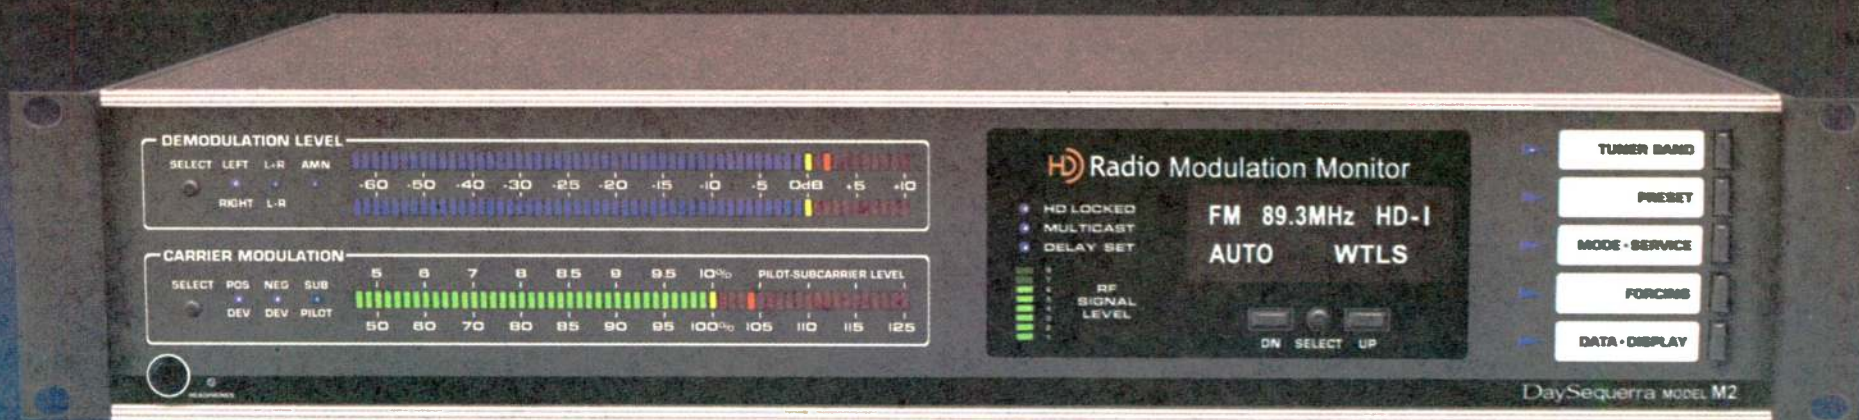 DEMODULATION LEVEL
SELECT LEFT L+R AMN
RIGHT L-R
-60 -50 -40 -30 -25 -20 -15 -10 -5 0dB +5 +10
CARRIER MODULATION
5 6 7 8 8.5 9 9.5 10% PILOT-SUBCARRIER LEVEL
SELECT POS NEG SUB
DEV DEV PILOT
50 60 70 80 85 90 95 100% 105 110 115 125
HEADPHONES
HD Radio Modulation Monitor
HD LOCKED
MULTICAST
DELAY SET
FM 89.3MHz HD-1
AUTO WTLS
RF
SIGNAL
LEVEL
DN SELECT UP
TUNER BAND
PRESET
MODE • SERVICE
FORCING
DATA • DISPLAY
DaySequerra MODEL M2